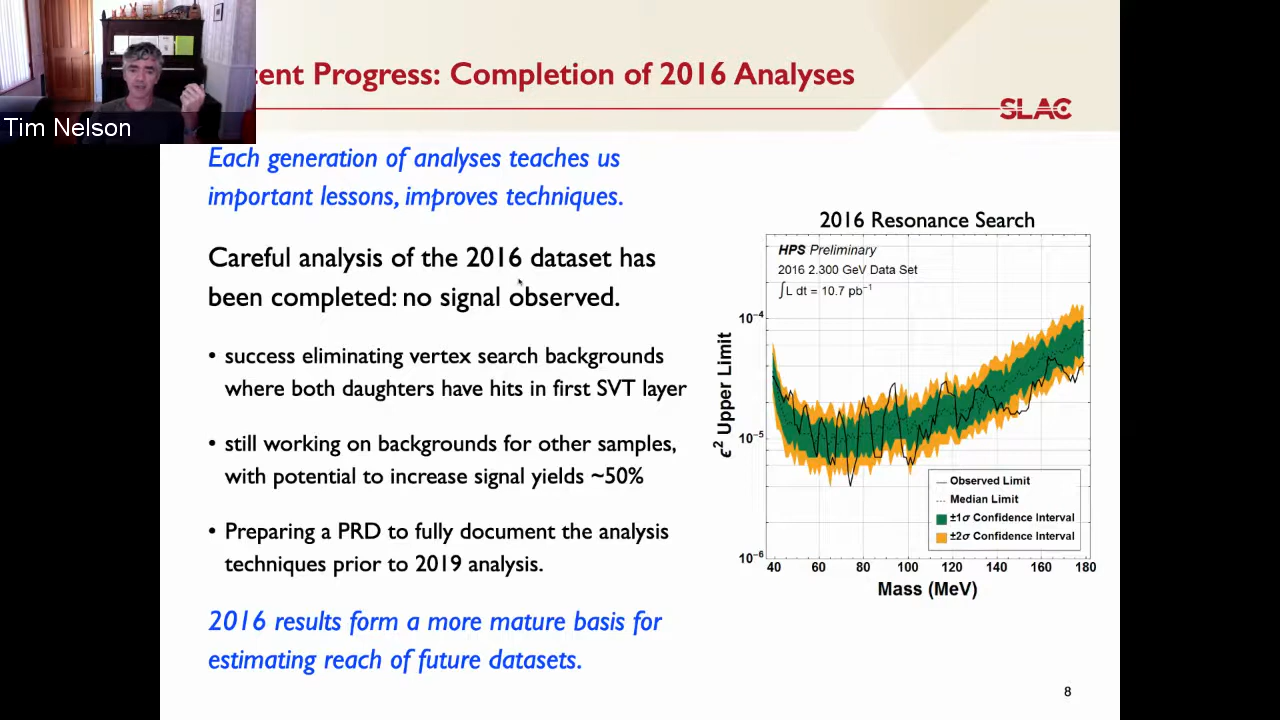 cent Progress: Completion of 2016 Analyses
SLAC
Tim Nelson
Each generation of analyses teaches us
important lessons, improves techniques.
Careful analysis of the 2016 dataset has
been completed: no signal observed.
• success eliminating vertex search backgrounds
where both daughters have hits in first SVT layer
• still working on backgrounds for other samples,
with potential to increase signal yields ~50%
• Preparing a PRD to fully document the analysis
techniques prior to 2019 analysis.
2016 results form a more mature basis for
estimating reach of future datasets.
2016 Resonance Search
HPS Preliminary
2016 2.300 GeV Data Set
∫L dt = 10.7 pb⁻¹
ϵ² Upper Limit
10⁻⁴
10⁻⁵
10⁻⁶
Observed Limit
Median Limit
±1σ Confidence Interval
±2σ Confidence Interval
40 60 80 100 120 140 160 180
Mass (MeV)
8